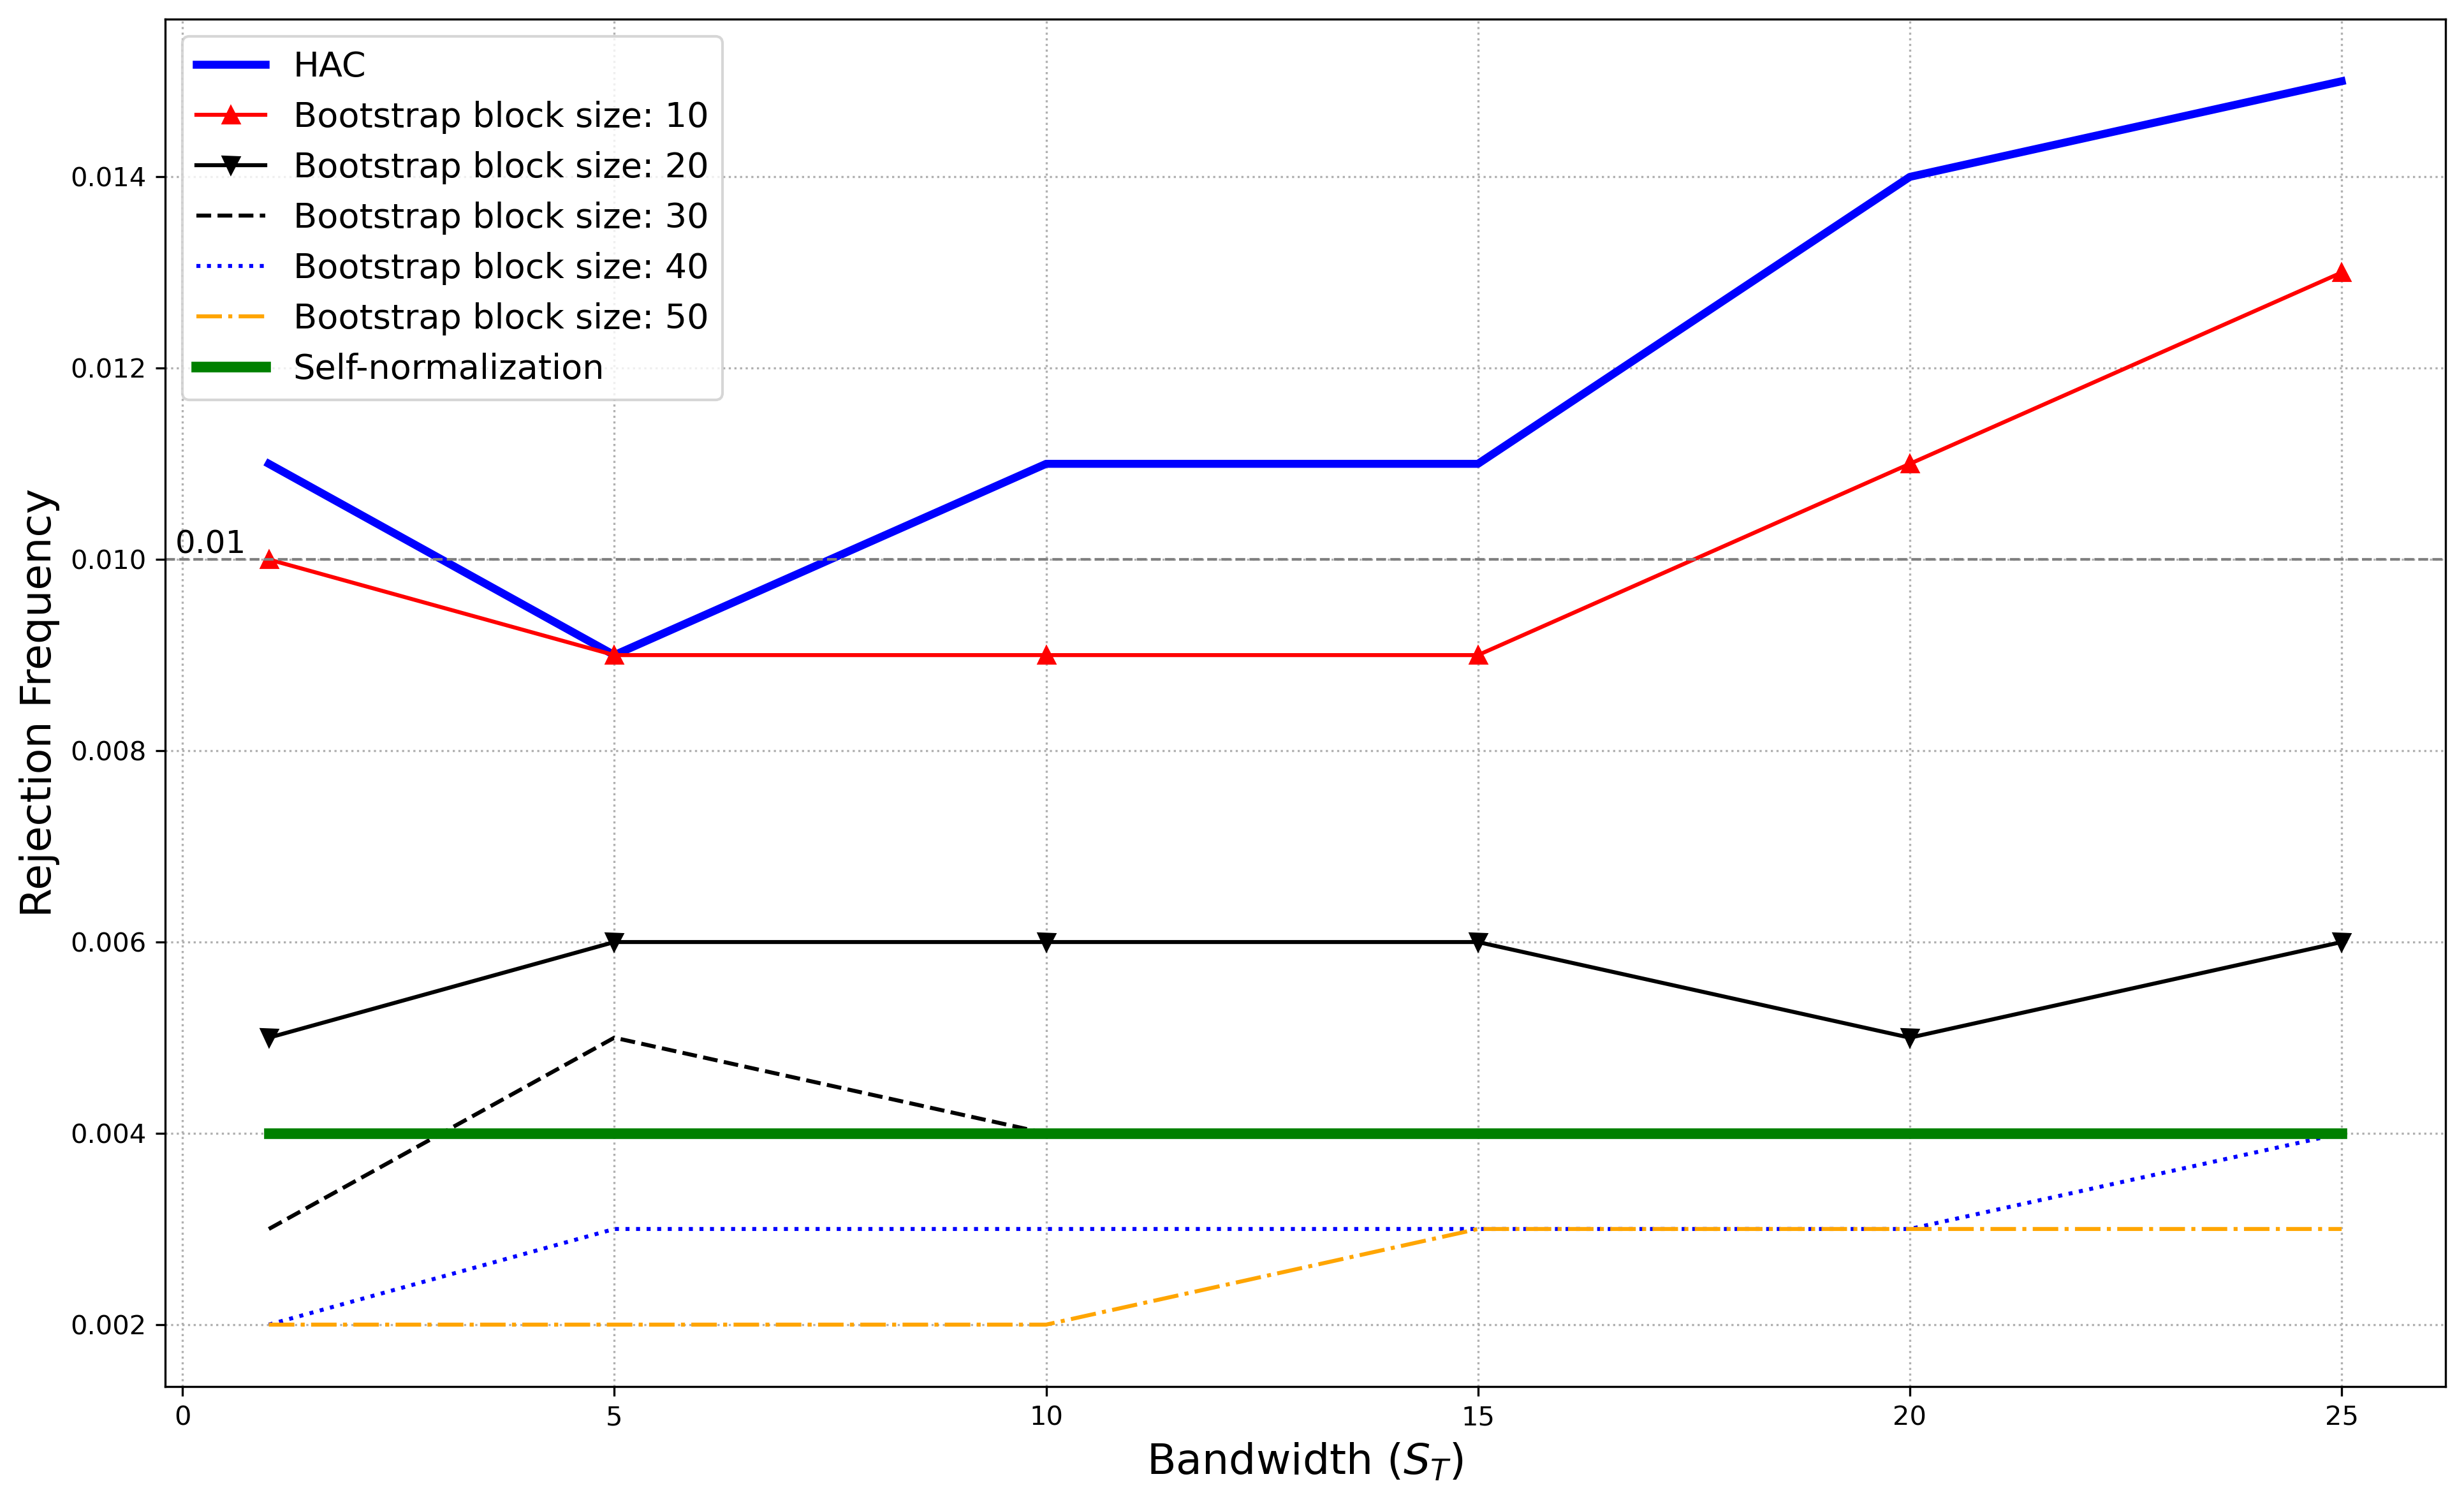 HAC
Bootstrap block size: 10
Bootstrap block size: 20
Bootstrap block size: 30
Bootstrap block size: 40
Bootstrap block size: 50
Self-normalization
0.014
0.012
0.01
0.010
0.008
0.006
0.004
0.002
Rejection Frequency
0 5 10 15 20 25
Bandwidth (S_T)